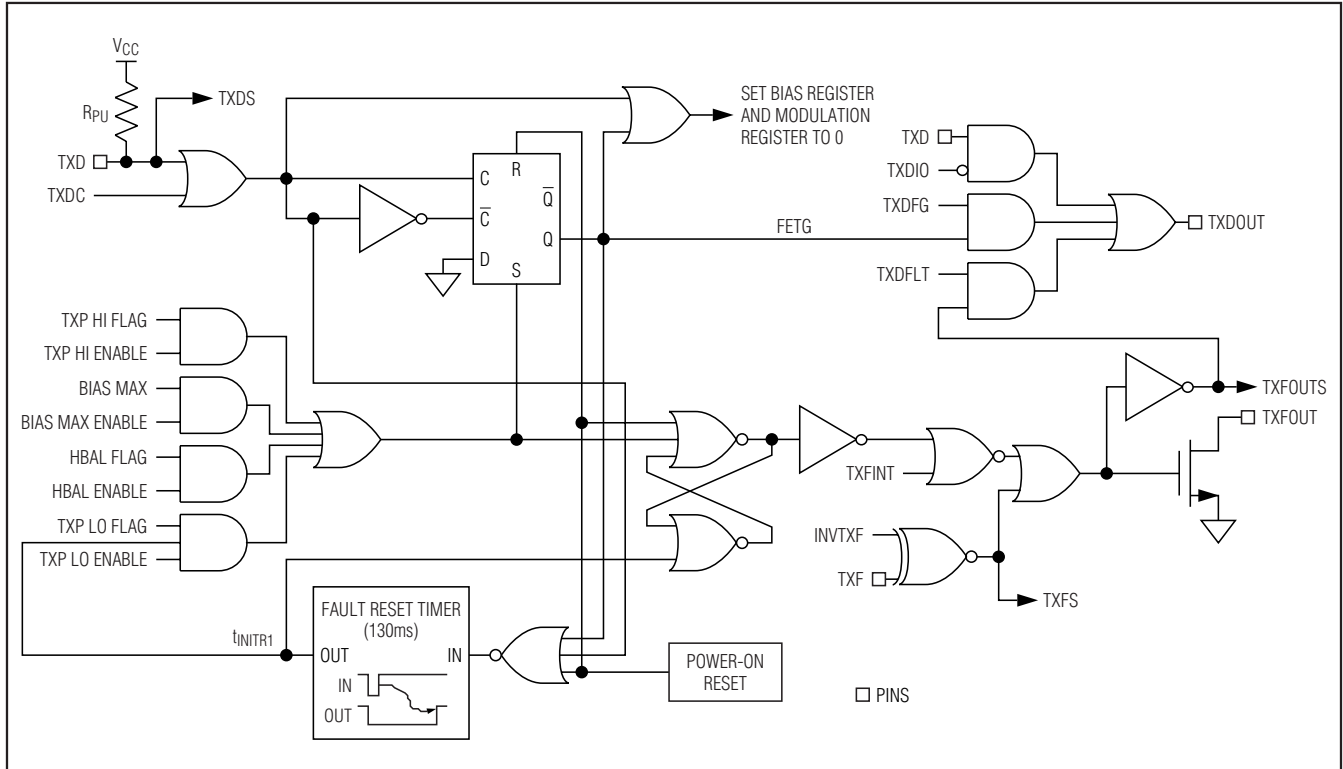 VCC
RPU
TXDS
TXD
TXDC
SET BIAS REGISTER
AND MODULATION
REGISTER TO 0
C
R
C
Q
D
Q
S
FETG
TXD
TXDIO
TXDFG
TXDFLT
TXDOUT
TXP HI FLAG
TXP HI ENABLE
BIAS MAX
BIAS MAX ENABLE
HBAL FLAG
HBAL ENABLE
TXP LO FLAG
TXP LO ENABLE
TXFOUTS
TXFOUT
TXFINT
INVTXF
TXF
TXFS
tINITR1
FAULT RESET TIMER
(130ms)
OUT
IN
IN
OUT
POWER-ON
RESET
PINS